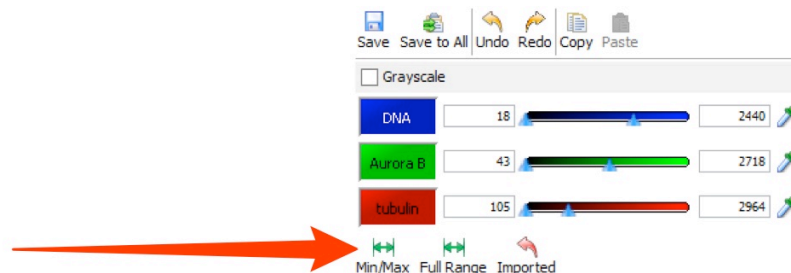 Save Save to All Undo Redo Copy Paste
Grayscale
DNA 18 2440
Aurora B 43 2718
tubulin 105 2964
Min/Max Full Range Imported